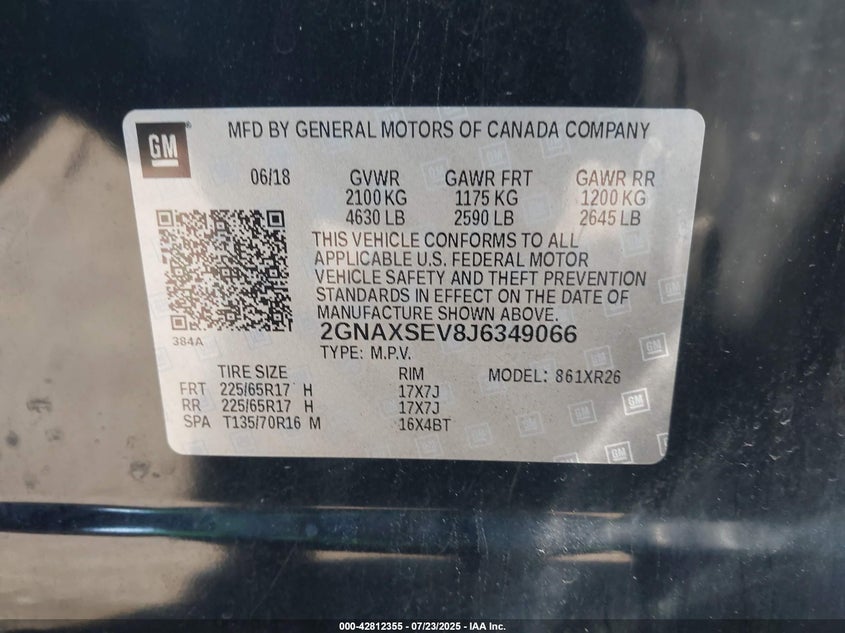 GM
MFD BY GENERAL MOTORS OF CANADA COMPANY
06/18 GVWR GAWR FRT GAWR RR
2100 KG 1175 KG 1200 KG
4630 LB 2590 LB 2645 LB
THIS VEHICLE CONFORMS TO ALL
APPLICABLE U.S. FEDERAL MOTOR
VEHICLE SAFETY AND THEFT PREVENTION
STANDARDS IN EFFECT ON THE DATE OF
MANUFACTURE SHOWN ABOVE.
384A
2GNAXSEV8J6349066
TYPE: M.P.V.
TIRE SIZE RIM MODEL: 861XR26
FRT 225/65R17 H 17X7J
RR 225/65R17 H 17X7J
SPA T135/70R16 M 16X4BT
000-42812355 - 07/23/2025 - IAA Inc.